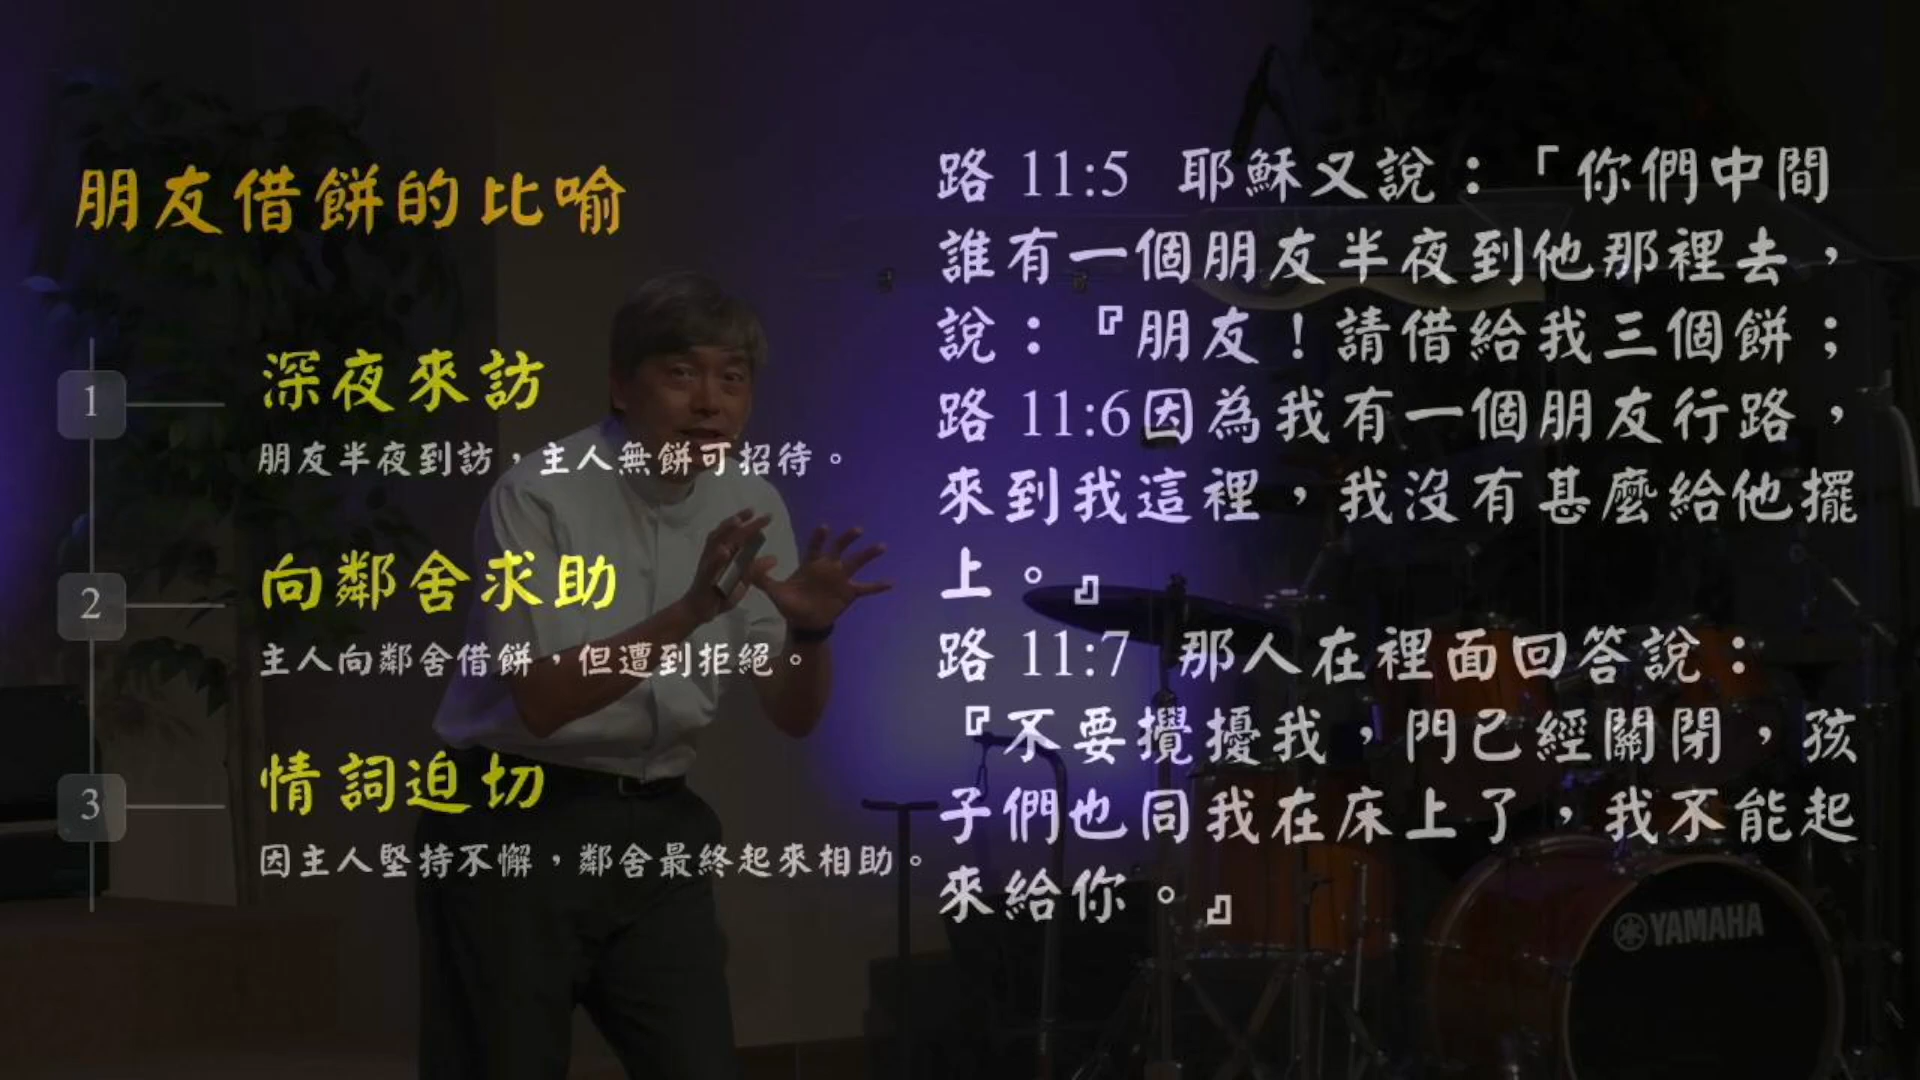 朋友借餅的比喻
1
深夜來訪
朋友半夜到訪，主人無餅可招待。
2
向鄰舍求助
主人向鄰舍借餅，但遭到拒絕。
3
情詞迫切
因主人堅持不懈，鄰舍最終起來相助。
路 11:5 耶穌又說：「你們中間
誰有一個朋友半夜到他那裡去，
說：『朋友！請借給我三個餅；
路 11:6因為我有一個朋友行路，
來到我這裡，我沒有甚麼給他擺
上。』
路 11:7 那人在裡面回答說：
『不要攪擾我，門已經關閉，孩
子們也同我在床上了，我不能起
來給你。』
YAMAHA